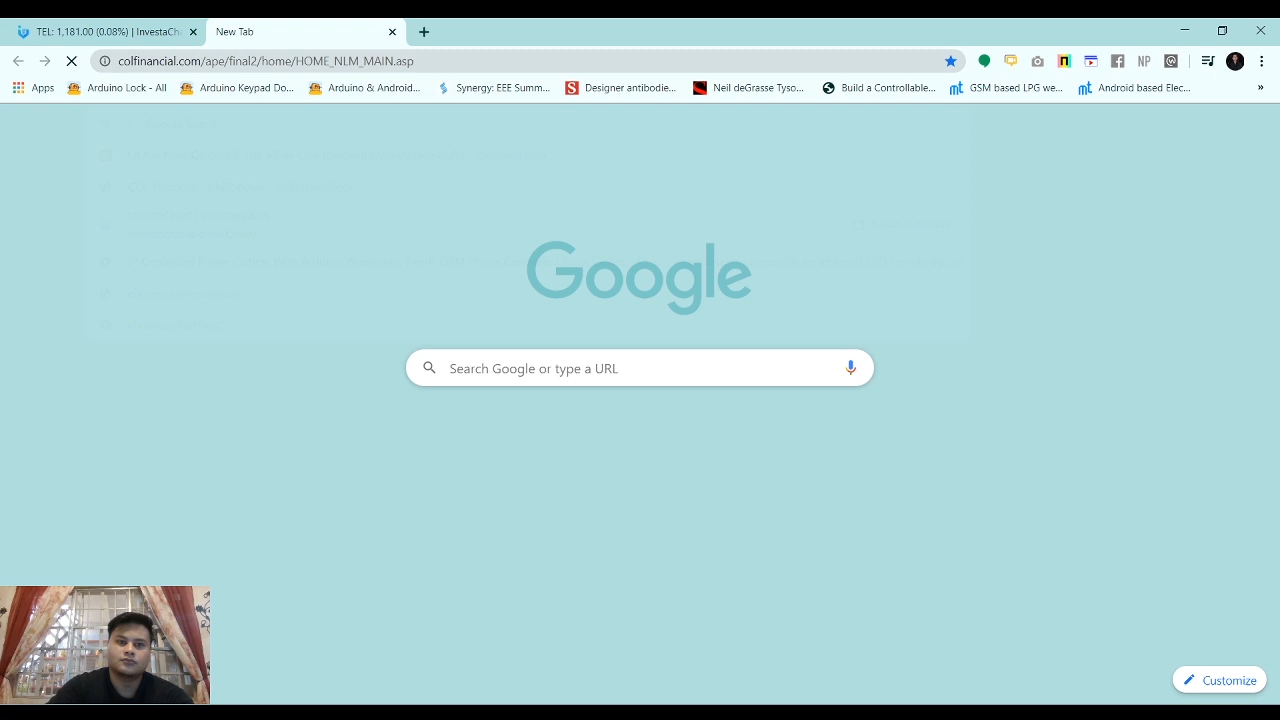 TEL: 1,181.00 (0.08%) | InvestaCh
New Tab
colfinancial.com/ape/final2/home/HOME_NLM_
Apps
Arduino Lock - All
Arduino Keypad Do...
Arduino & Android...
Synergy: EEE Summ...
Designer antibodie...
Neil deGrasse Tyso...
Build a Controllable...
GSM based LPG we...
Android based Elec...
NP
Google
Search Google or type a URL
Customize